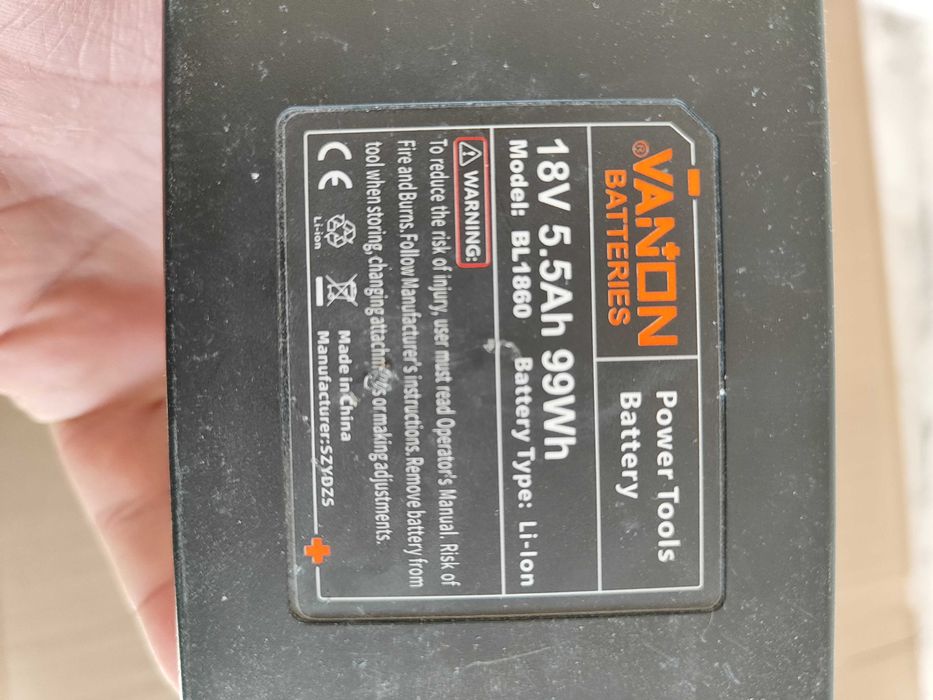 VANON®
BATTERIES
Power Tools
Battery
18V 5.5Ah 99Wh
Model: BL1860 Battery Type: Li-Ion
WARNING:
To reduce the risk of injury, user must read Operator's Manual. Risk of
Fire and Burns. Follow Manufacturer's instructions. Remove battery from
tool when storing, changing attachments or making adjustments.
CE
Li-ion
Made in China
Manufacturer:SZYDZS